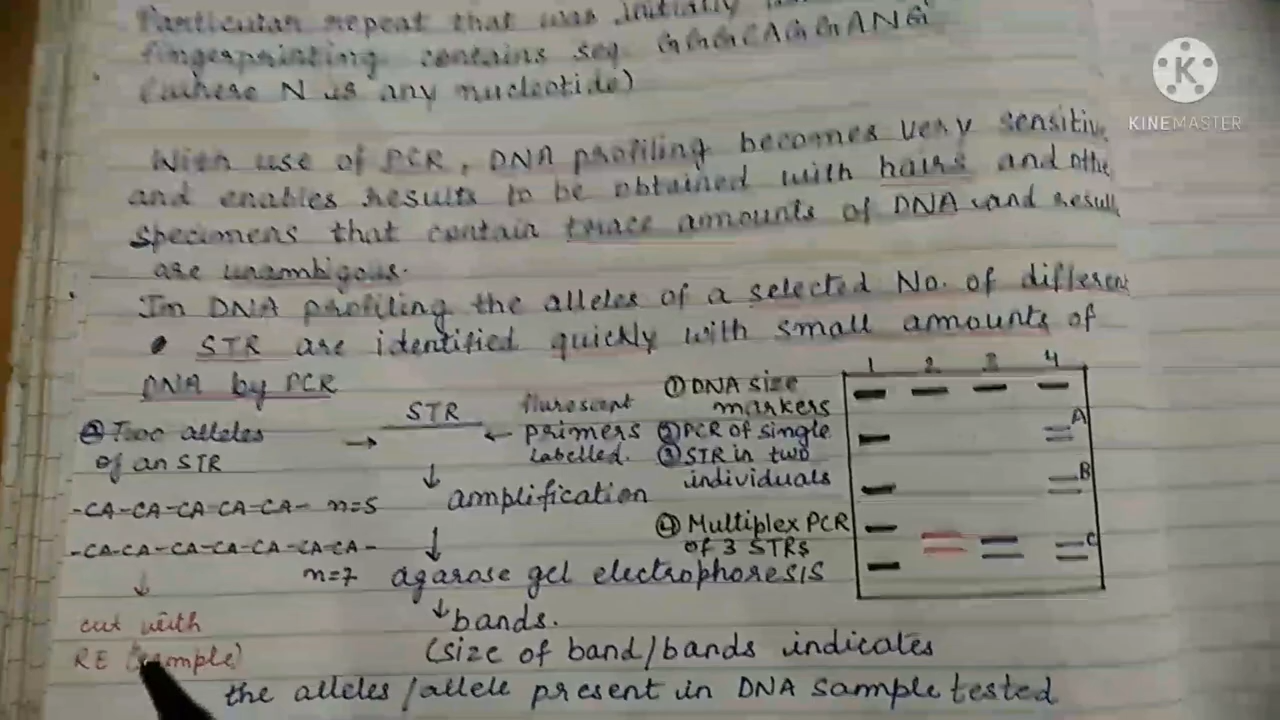 Particular repeat that was initially
fingerprinting contains seq GGGCAGGANG
(where N is any nucleotide)
With use of PCR, DNA profiling becomes very sensitive
and enables results to be obtained with hairs and othe
specimens that contain trace amounts of DNA and result
are unambigous.
In DNA profiling the alleles of a selected No. of different
STR are identified quickly with small amounts of
DNA by PCR
Two alleles
of an STR
-CA-CA-CA-CA-CA- n=5
-CA-CA-CA-CA-CA-CA-CA-
n=7
cut with
RE (sample)
STR
flurescent
primers
labelled.
amplification
agarose gel electrophoresis
bands.
(size of band/bands indicates
the alleles/allele present in DNA sample tested
① DNA size
markers
② PCR of single
③ STR in two
individuals
④ Multiplex PCR
of 3 STRs
1 2 3 4
A
B
C
K
KINEMASTER